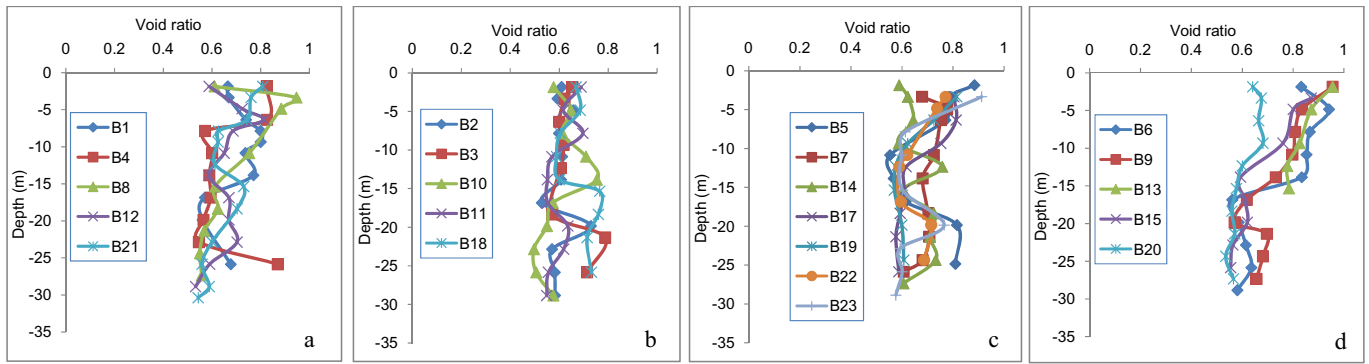 Void ratio
0 0.2 0.4 0.6 0.8 1
0
-5
-10
-15
-20
-25
-30
-35
Depth (m)
B1
B4
B8
B12
B21
a
Void ratio
0 0.2 0.4 0.6 0.8 1
0
-5
-10
-15
-20
-25
-30
-35
Depth (m)
B2
B3
B10
B11
B18
b
Void ratio
0 0.2 0.4 0.6 0.8 1
0
-5
-10
-15
-20
-25
-30
-35
Depth (m)
B5
B7
B14
B17
B19
B22
B23
c
Void ratio
0 0.2 0.4 0.6 0.8 1
0
-5
-10
-15
-20
-25
-30
-35
Depth (m)
B6
B9
B13
B15
B20
d